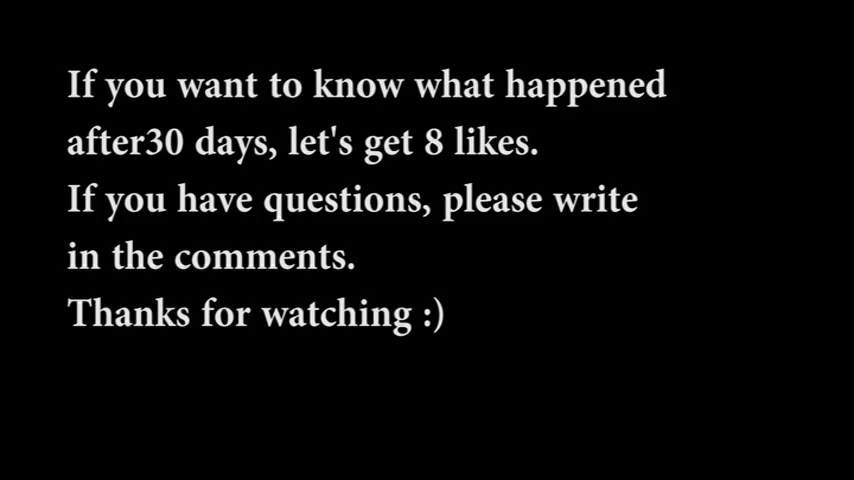 If you want to know what happened
after30 days, let's get 8 likes.
If you have questions, please write
in the comments.
Thanks for watching :)